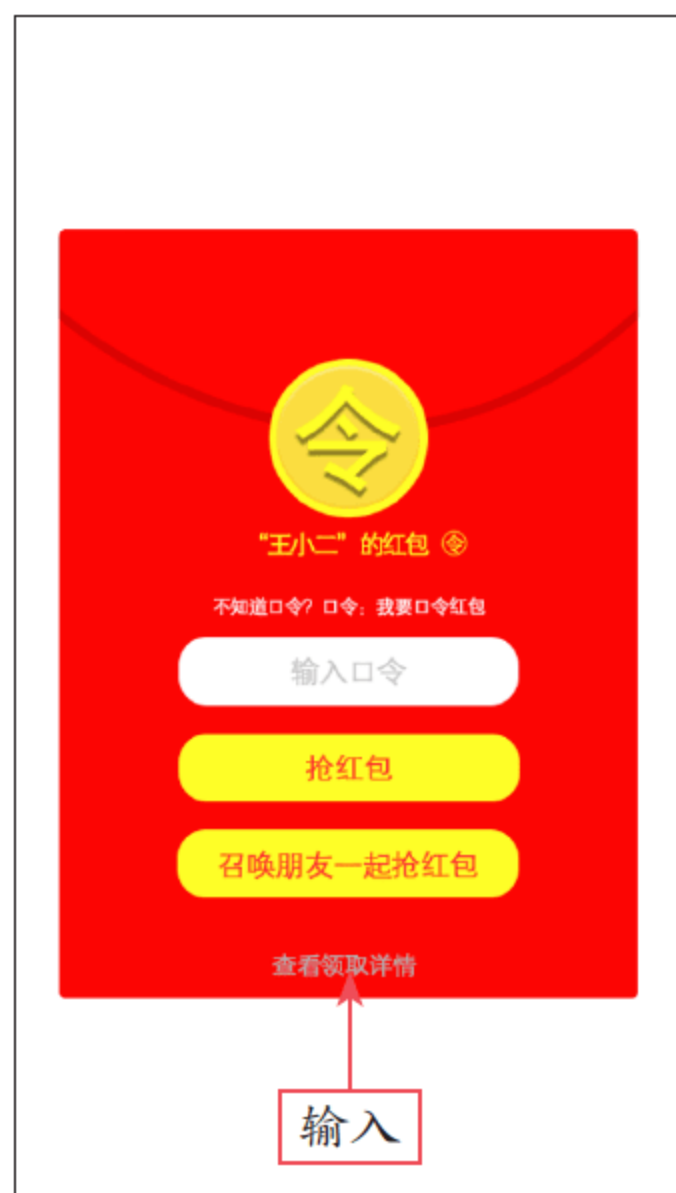 令
“王小二”的红包 令
不知道口令？口令：我要口令红包
输入口令
抢红包
召唤朋友一起抢红包
查看领取详情
输入